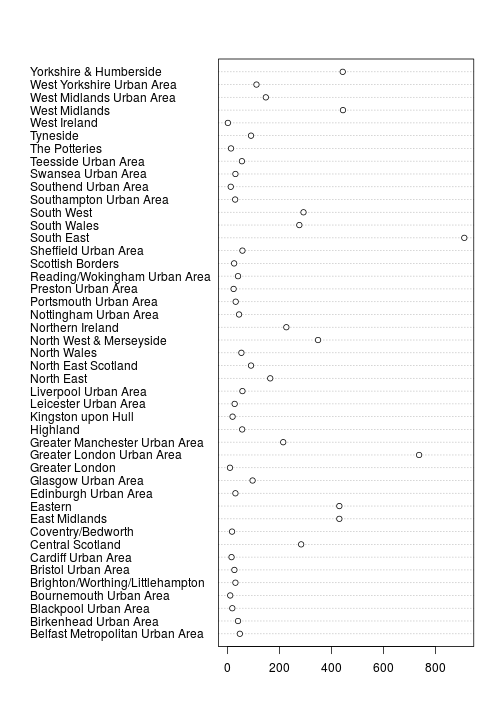 Yorkshire & Humberside
West Yorkshire Urban Area
West Midlands Urban Area
West Midlands
West Ireland
Tyneside
The Potteries
Teesside Urban Area
Swansea Urban Area
Southend Urban Area
Southampton Urban Area
South West
South Wales
South East
Sheffield Urban Area
Scottish Borders
Reading/Wokingham Urban Area
Preston Urban Area
Portsmouth Urban Area
Nottingham Urban Area
Northern Ireland
North West & Merseyside
North Wales
North East Scotland
North East
Liverpool Urban Area
Leicester Urban Area
Kingston upon Hull
Highland
Greater Manchester Urban Area
Greater London Urban Area
Greater London
Glasgow Urban Area
Edinburgh Urban Area
Eastern
East Midlands
Coventry/Bedworth
Central Scotland
Cardiff Urban Area
Bristol Urban Area
Brighton/Worthing/Littlehampton
Bournemouth Urban Area
Blackpool Urban Area
Birkenhead Urban Area
Belfast Metropolitan Urban Area
0 200 400 600 800